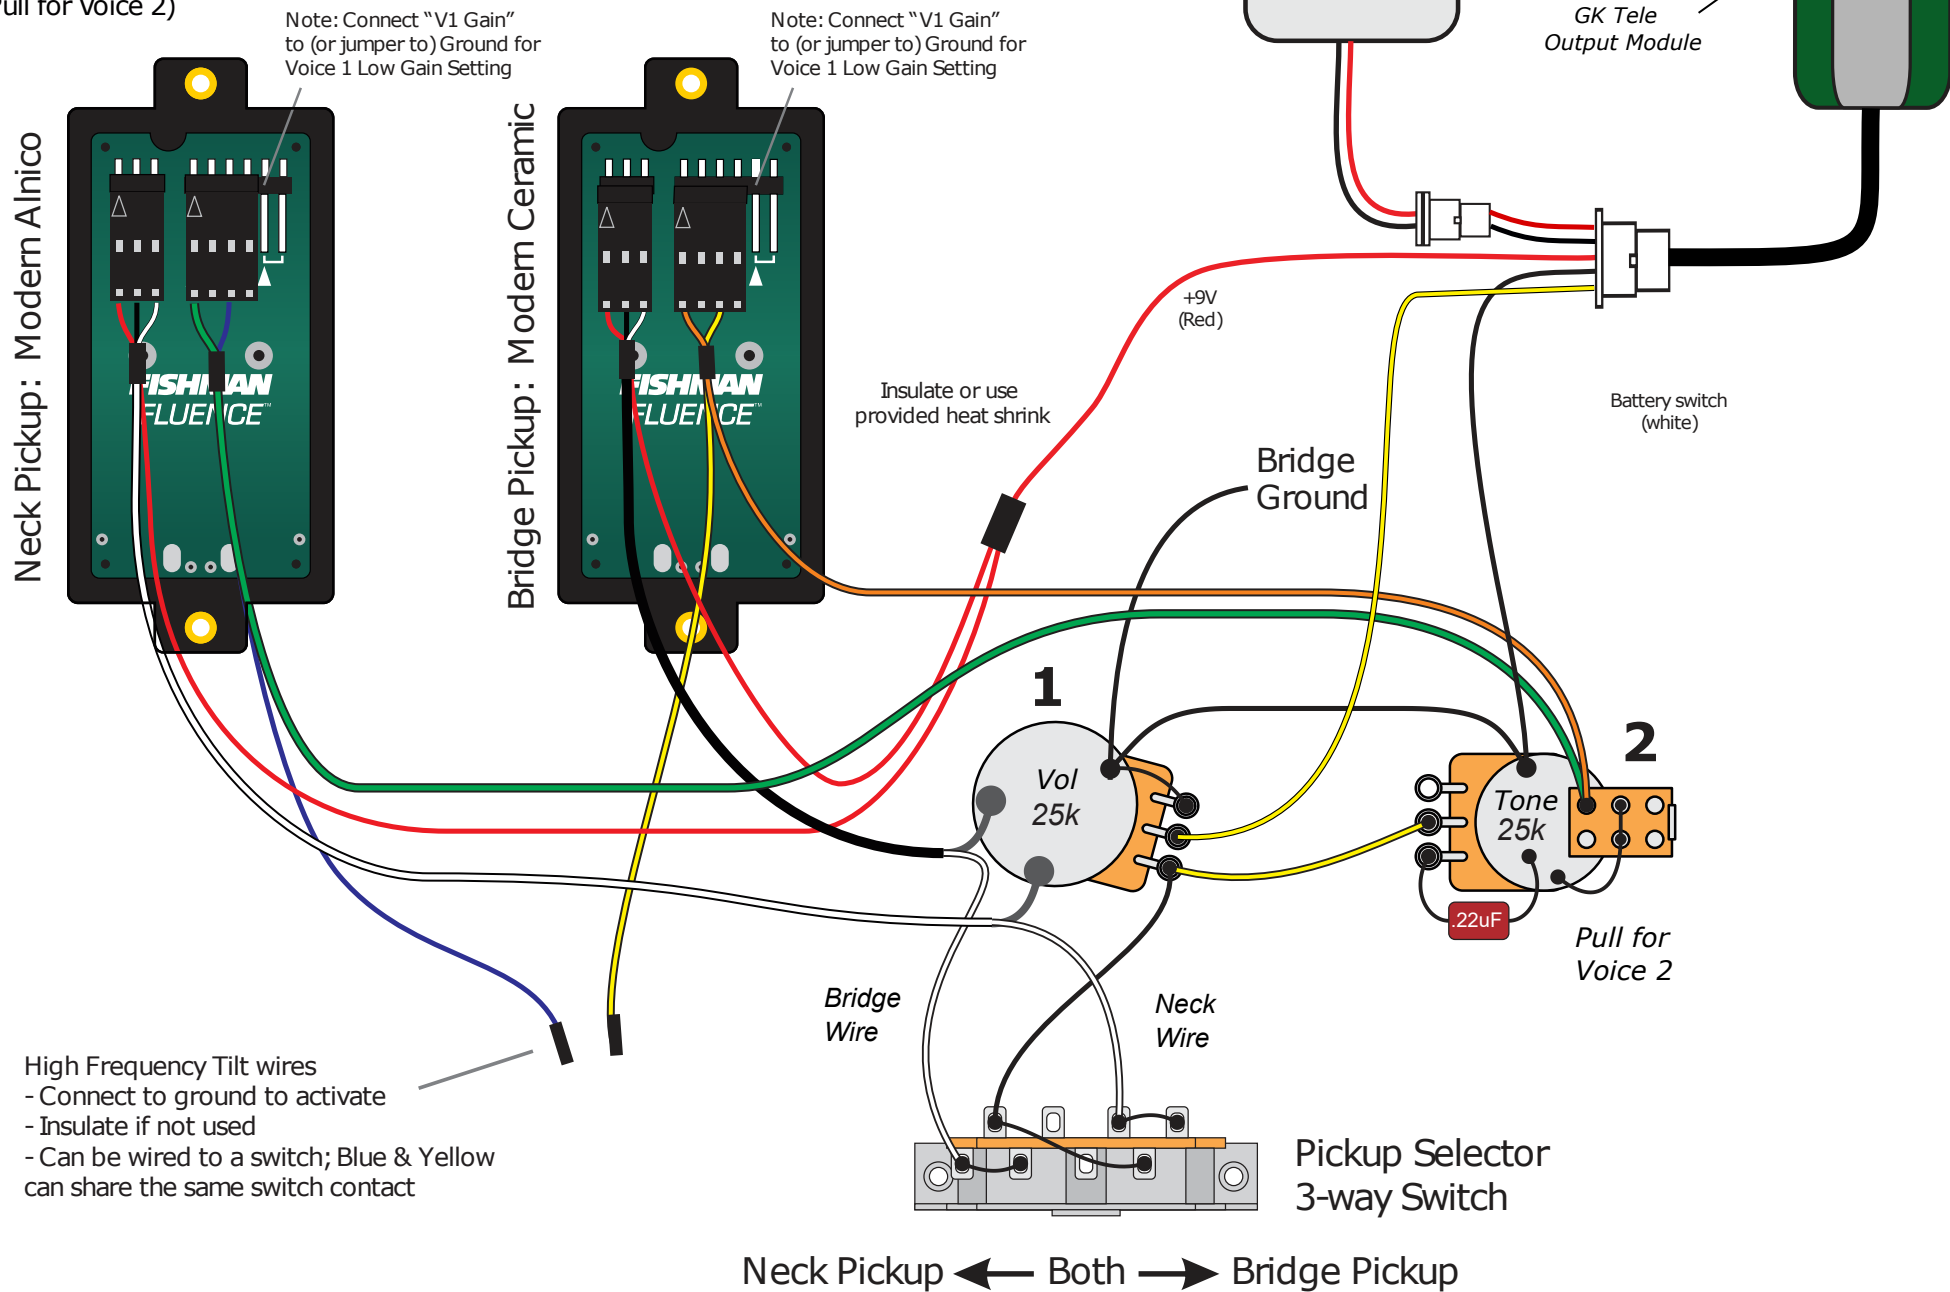 Pull for Voice 2)
Note: Connect “V1 Gain”
to (or jumper to) Ground for
Voice 1 Low Gain Setting
Note: Connect “V1 Gain”
to (or jumper to) Ground for
Voice 1 Low Gain Setting
GK Tele
Output Module
Neck Pickup: Modern Alnico
Bridge Pickup: Modern Ceramic
FISHMAN
FLUENCE™
FISHMAN
FLUENCE™
+9V
(Red)
Insulate or use
provided heat shrink
Battery switch
(white)
Bridge
Ground
1
Vol
25k
2
Tone
25k
.22uF
Pull for
Voice 2
Bridge
Wire
Neck
Wire
High Frequency Tilt wires
- Connect to ground to activate
- Insulate if not used
- Can be wired to a switch; Blue & Yellow
can share the same switch contact
Pickup Selector
3-way Switch
Neck Pickup Both Bridge Pickup